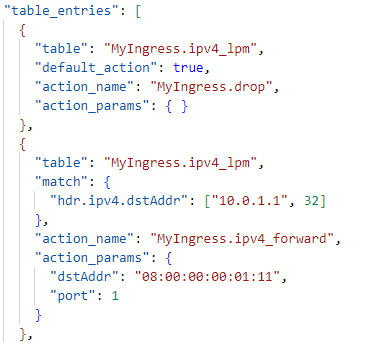 "table_entries": [
{
"table": "MyIngress.ipv4_lpm",
"default_action": true,
"action_name": "MyIngress.drop",
"action_params": { }
},
{
"table": "MyIngress.ipv4_lpm",
"match": {
"hdr.ipv4.dstAddr": ["10.0.1.1", 32]
},
"action_name": "MyIngress.ipv4_forward",
"action_params": {
"dstAddr": "08:00:00:00:01:11",
"port": 1
}
},